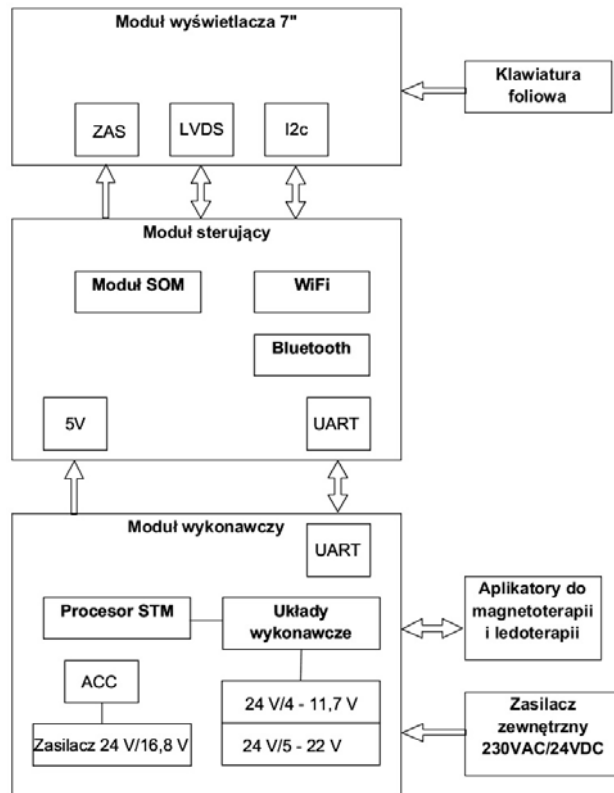 Moduł wyświetlacza 7"
ZAS
LVDS
I2c
Klawiatura
foliowa
Moduł sterujący
Moduł SOM
WiFi
Bluetooth
5V
UART
Moduł wykonawczy
UART
Procesor STM
Układy
wykonawcze
ACC
24 V/4 - 11,7 V
Zasilacz 24 V/16,8 V
24 V/5 - 22 V
Aplikatory do
magnetoterapii
i ledoterapii
Zasilacz
zewnętrzny
230VAC/24VDC